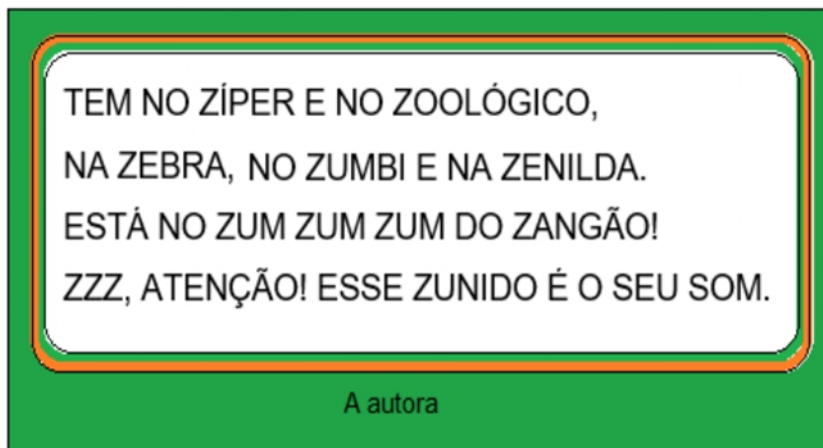 TEM NO ZÍPER E NO ZOOLÓGICO,
NA ZEBRA, NO ZUMBI E NA ZENILDA.
ESTÁ NO ZUM ZUM ZUM DO ZANGÃO!
ZZZ, ATENÇÃO! ESSE ZUNIDO É O SEU SOM.
A autora